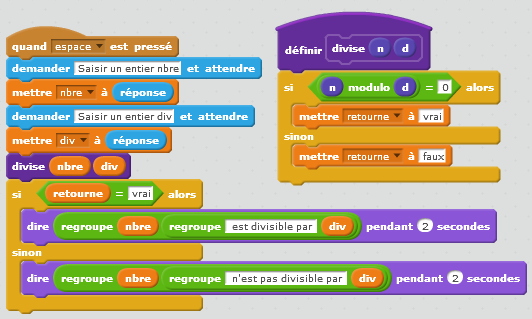 quand espace est pressé
demander Saisir un entier nbre et attendre
mettre nbre à réponse
demander Saisir un entier div et attendre
mettre div à réponse
divise nbre div
si retourne = vrai alors
dire regroupe nbre regroupe est divisible par div pendant 2 secondes
sinon
dire regroupe nbre regroupe n'est pas divisible par div pendant 2 secondes
définir divise n d
si n modulo d = 0 alors
mettre retourne à vrai
sinon
mettre retourne à faux